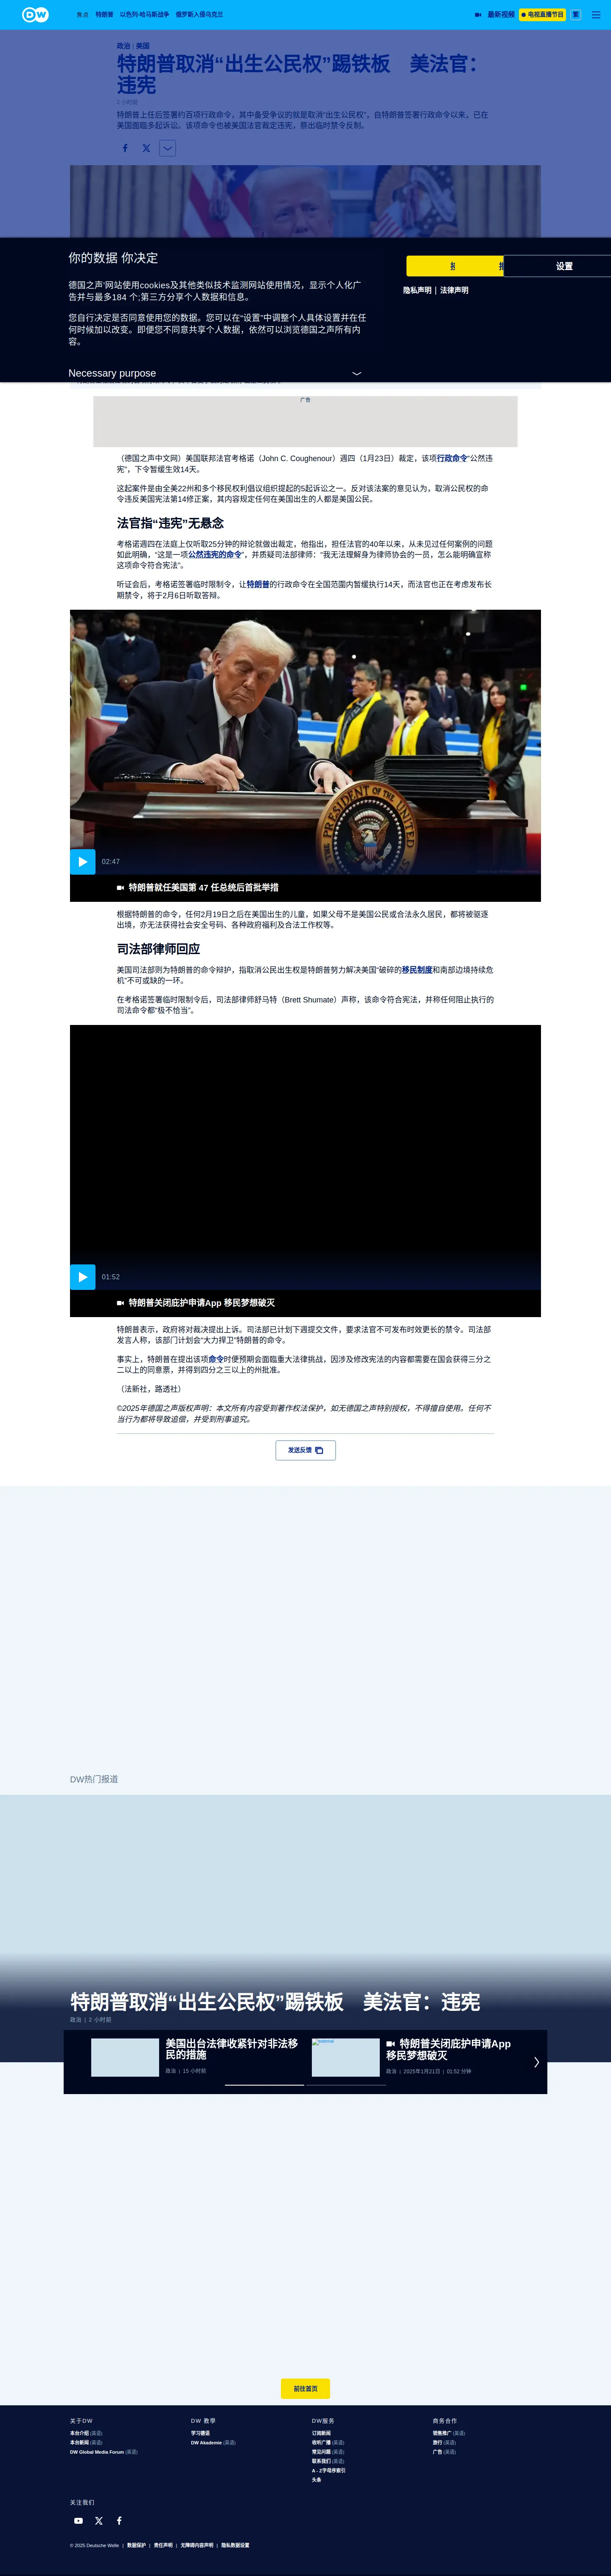 DW
焦点 特朗普 以色列-哈马斯战争 俄罗斯入侵乌克兰
最新视频 电视直播节目 繁
政治 | 美国
特朗普取消“出生公民权”踢铁板　美法官：
违宪
2 小时前
特朗普上任后签署约百项行政命令，其中备受争议的就是取消“出生公民权”，自特朗普签署行政命令以来，已在
美国面临多起诉讼。该项命令也被美国法官裁定违宪，祭出临时禁令反制。
你的数据 你决定
德国之声‘网站使用cookies及其他类似技术监测网站使用情况，显示个人化广
告并与最多184 个;第三方分享个人数据和信息。
您自行决定是否同意使用您的数据。您可以在“设置”中调整个人具体设置并在任
何时候加以改变。即便您不同意共享个人数据，依然可以浏览德国之声所有内
容。
Necessary purpose
设置
隐私声明 | 法律声明
广告
（德国之声中文网）美国联邦法官考格诺（John C. Coughenour）週四（1月23日）裁定，该项行政命令“公然违
宪”，下令暂缓生效14天。
这起案件是由全美22州和多个移民权利倡议组织提起的5起诉讼之一。反对该法案的意见认为，取消公民权的命
令违反美国宪法第14修正案，其内容规定任何在美国出生的人都是美国公民。
法官指“违宪”无悬念
考格诺週四在法庭上仅听取25分钟的辩论就做出裁定，他指出，担任法官的40年以来，从未见过任何案例的问题
如此明确，“这是一项公然违宪的命令”，并质疑司法部律师：“我无法理解身为律师协会的一员，怎么能明确宣称
这项命令符合宪法”。
听证会后，考格诺签署临时限制令，让特朗普的行政命令在全国范围内暂缓执行14天，而法官也正在考虑发布长
期禁令，将于2月6日听取答辩。
02:47
特朗普就任美国第 47 任总统后首批举措
根据特朗普的命令，任何2月19日之后在美国出生的儿童，如果父母不是美国公民或合法永久居民，都将被驱逐
出境，亦无法获得社会安全号码、各种政府福利及合法工作权等。
司法部律师回应
美国司法部则为特朗普的命令辩护，指取消公民出生权是特朗普努力解决美国“破碎的移民制度和南部边境持续危
机”不可或缺的一环。
在考格诺签署临时限制令后，司法部律师舒马特（Brett Shumate）声称，该命令符合宪法，并称任何阻止执行的
司法命令都“极不恰当”。
01:52
特朗普关闭庇护申请App 移民梦想破灭
特朗普表示，政府将对裁决提出上诉。司法部已计划下週提交文件，要求法官不可发布时效更长的禁令。司法部
发言人称，该部门计划会“大力捍卫”特朗普的命令。
事实上，特朗普在提出该项命令时便预期会面临重大法律挑战，因涉及修改宪法的内容都需要在国会获得三分之
二以上的同意票，并得到四分之三以上的州批准。
（法新社，路透社）
©2025年德国之声版权声明：本文所有内容受到著作权法保护，如无德国之声特别授权，不得擅自使用。任何不
当行为都将导致追偿，并受到刑事追究。
发送反馈
DW热门报道
特朗普取消“出生公民权”踢铁板　美法官：违宪
政治 | 2 小时前
美国出台法律收紧针对非法移
民的措施
政治 | 15 小时前
特朗普关闭庇护申请App
移民梦想破灭
政治 | 2025年1月21日 | 01:52 分钟
前往首页
关于DW
本台介绍 (英语)
本台新闻 (英语)
DW Global Media Forum (英语)
DW 教學
学习德语
DW Akademie (英语)
DW服务
订阅新闻
收听广播 (英语)
常见问题 (英语)
联系我们 (英语)
A - Z字母序索引
头条
商务合作
销售推广 (英语)
旅行 (英语)
广告 (英语)
关注我们
© 2025 Deutsche Welle | 数据保护 | 责任声明 | 无障碍内容声明 | 隐私数据设置